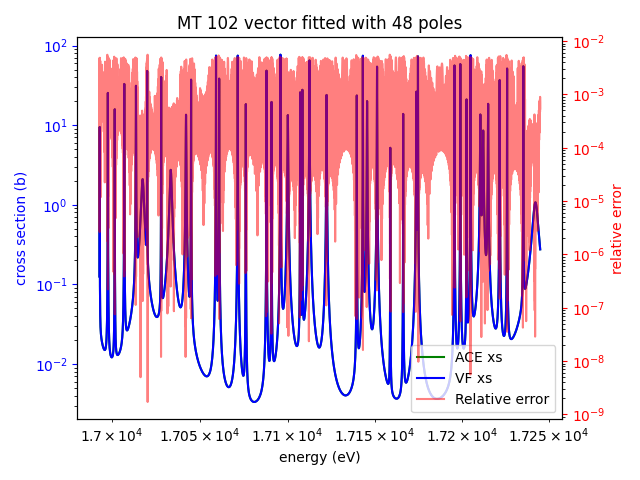 MT 102 vector fitted with 48 poles
cross section (b)
10² 10¹ 10⁰ 10⁻¹ 10⁻²
10⁻² 10⁻³ 10⁻⁴ 10⁻⁵ 10⁻⁶ 10⁻⁷ 10⁻⁸ 10⁻⁹
relative error
ACE xs
VF xs
Relative error
1.7 × 10⁴ 1.705 × 10⁴ 1.71 × 10⁴ 1.715 × 10⁴ 1.72 × 10⁴ 1.725 × 10⁴
energy (eV)